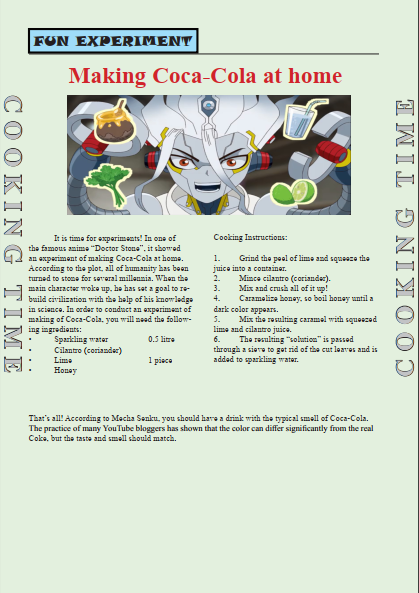 FUN EXPERIMENT
Making Coca-Cola at home
COOKING TIME
COOKING TIME
It is time for experiments! In one of
the famous anime “Doctor Stone”, it showed
an experiment of making Coca-Cola at home.
According to the plot, all of humanity has been
turned to stone for several millennia. When the
main character woke up, he has set a goal to re-
build civilization with the help of his knowledge
in science. In order to conduct an experiment of
making of Coca-Cola, you will need the follow-
ing ingredients:
• Sparkling water 0.5 litre
• Cilantro (coriander)
• Lime 1 piece
• Honey
Cooking Instructions:
1. Grind the peel of lime and squeeze the
juice into a container.
2. Mince cilantro (coriander).
3. Mix and crush all of it up!
4. Caramelize honey, so boil honey until a
dark color appears.
5. Mix the resulting caramel with squeezed
lime and cilantro juice.
6. The resulting “solution” is passed
through a sieve to get rid of the cut leaves and is
added to sparkling water.
That’s all! According to Mecha Senku, you should have a drink with the typical smell of Coca-Cola.
The practice of many YouTube bloggers has shown that the color can differ significantly from the real
Coke, but the taste and smell should match.